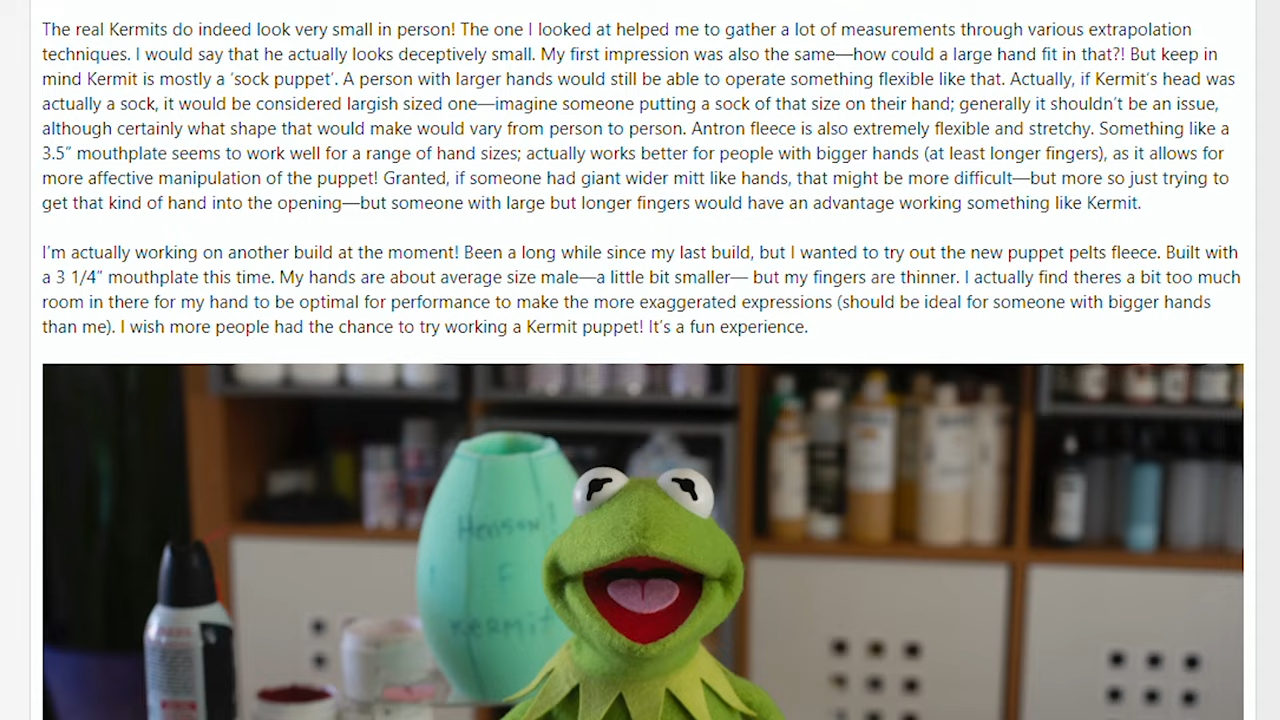 The real Kermits do indeed look very small in person! The one I looked at helped me to gather a lot of measurements through various extrapolation
techniques. I would say that he actually looks deceptively small. My first impression was also the same—how could a large hand fit in that?! But keep in
mind Kermit is mostly a ‘sock puppet’. A person with larger hands would still be able to operate something flexible like that. Actually, if Kermit’s head was
actually a sock, it would be considered largish sized one—imagine someone putting a sock of that size on their hand; generally it shouldn’t be an issue,
although certainly what shape that would make would vary from person to person. Antron fleece is also extremely flexible and stretchy. Something like a
3.5” mouthplate seems to work well for a range of hand sizes; actually works better for people with bigger hands (at least longer fingers), as it allows for
more affective manipulation of the puppet! Granted, if someone had giant wider mitt like hands, that might be more difficult—but more so just trying to
get that kind of hand into the opening—but someone with large but longer fingers would have an advantage working something like Kermit.
I’m actually working on another build at the moment! Been a long while since my last build, but I wanted to try out the new puppet pelts fleece. Built with
a 3 1/4” mouthplate this time. My hands are about average size male—a little bit smaller— but my fingers are thinner. I actually find theres a bit too much
room in there for my hand to be optimal for performance to make the more exaggerated expressions (should be ideal for someone with bigger hands
than me). I wish more people had the chance to try working a Kermit puppet! It’s a fun experience.
Henson!
F
Kermit